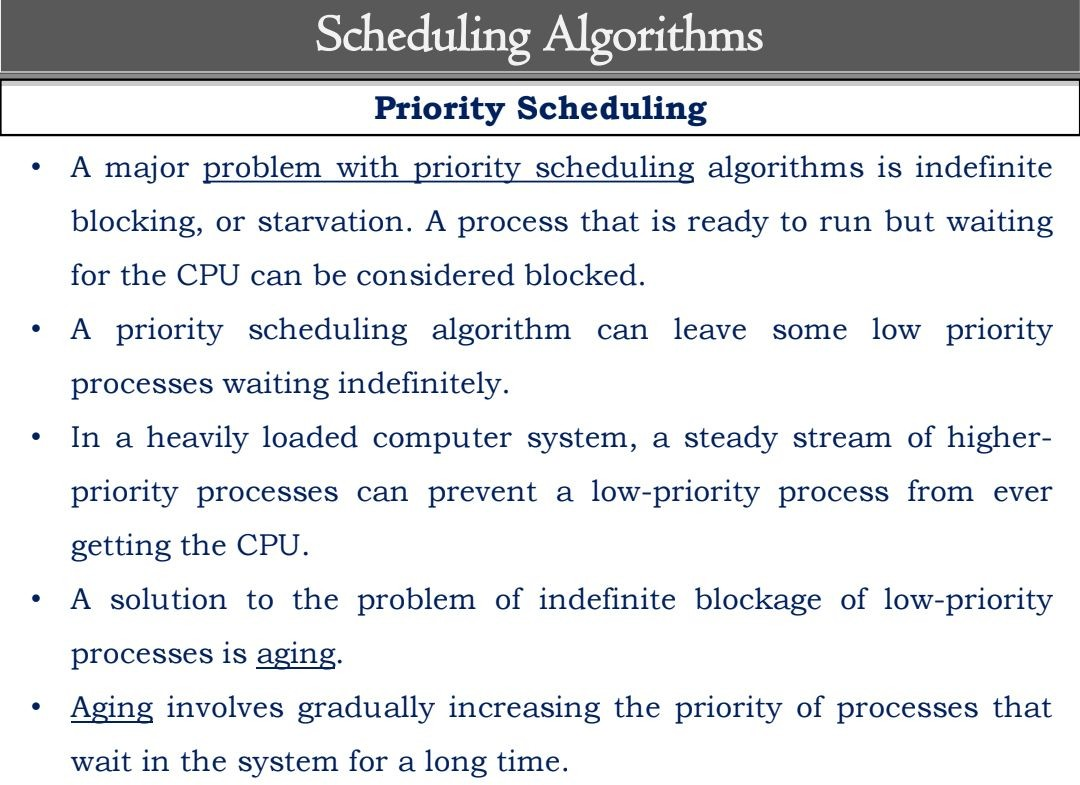 Scheduling Algorithms
Priority Scheduling
• A major problem with priority scheduling algorithms is indefinite
blocking, or starvation. A process that is ready to run but waiting
for the CPU can be considered blocked.
• A priority scheduling algorithm can leave some low priority
processes waiting indefinitely.
• In a heavily loaded computer system, a steady stream of higher-
priority processes can prevent a low-priority process from ever
getting the CPU.
• A solution to the problem of indefinite blockage of low-priority
processes is aging.
• Aging involves gradually increasing the priority of processes that
wait in the system for a long time.